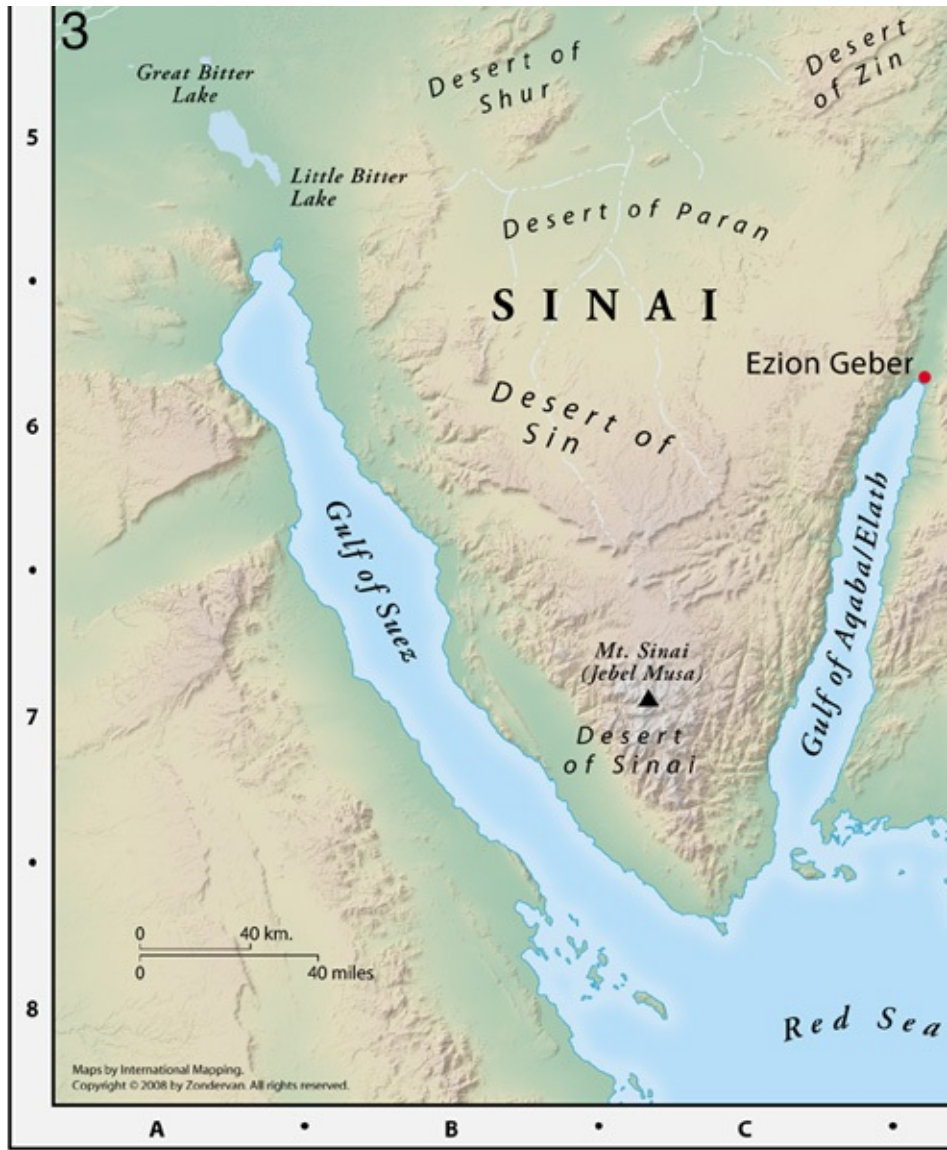 3
Great Bitter
Lake
Desert of
Shur
Desert
of Zin
5
Little Bitter
Lake
Desert of Paran
SINAI
Ezion Geber
Desert of
Sin
6
Gulf of Suez
Gulf of Aqaba/Elath
Mt. Sinai
(Jebel Musa)
7
Desert
of Sinai
0 40 km.
0 40 miles
8
Red Sea
Maps by International Mapping.
Copyright © 2008 by Zondervan. All rights reserved.
A • B • C •